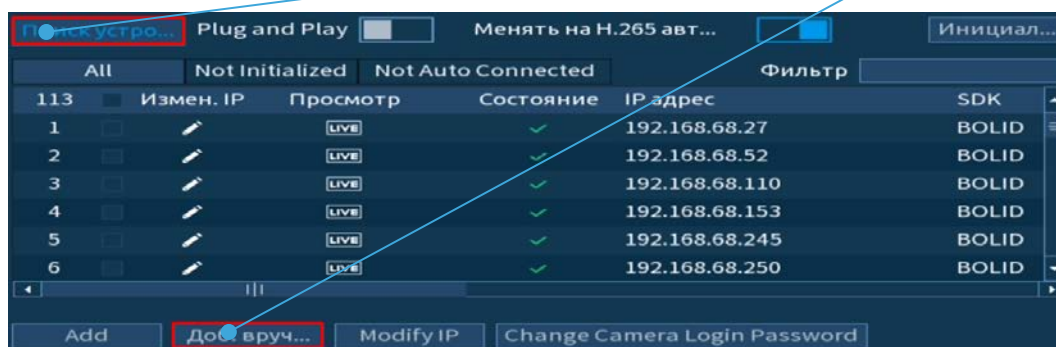 Поиск устро... Plug and Play Менять на H.265 авт... Инициал...
All Not Initialized Not Auto Connected Фильтр
113 Измен. IP Просмотр Состояние IP адрес SDK
1 LIVE 192.168.68.27 BOLID
2 LIVE 192.168.68.52 BOLID
3 LIVE 192.168.68.110 BOLID
4 LIVE 192.168.68.153 BOLID
5 LIVE 192.168.68.245 BOLID
6 LIVE 192.168.68.250 BOLID
Add Доб. вруч... Modify IP Change Camera Login Password